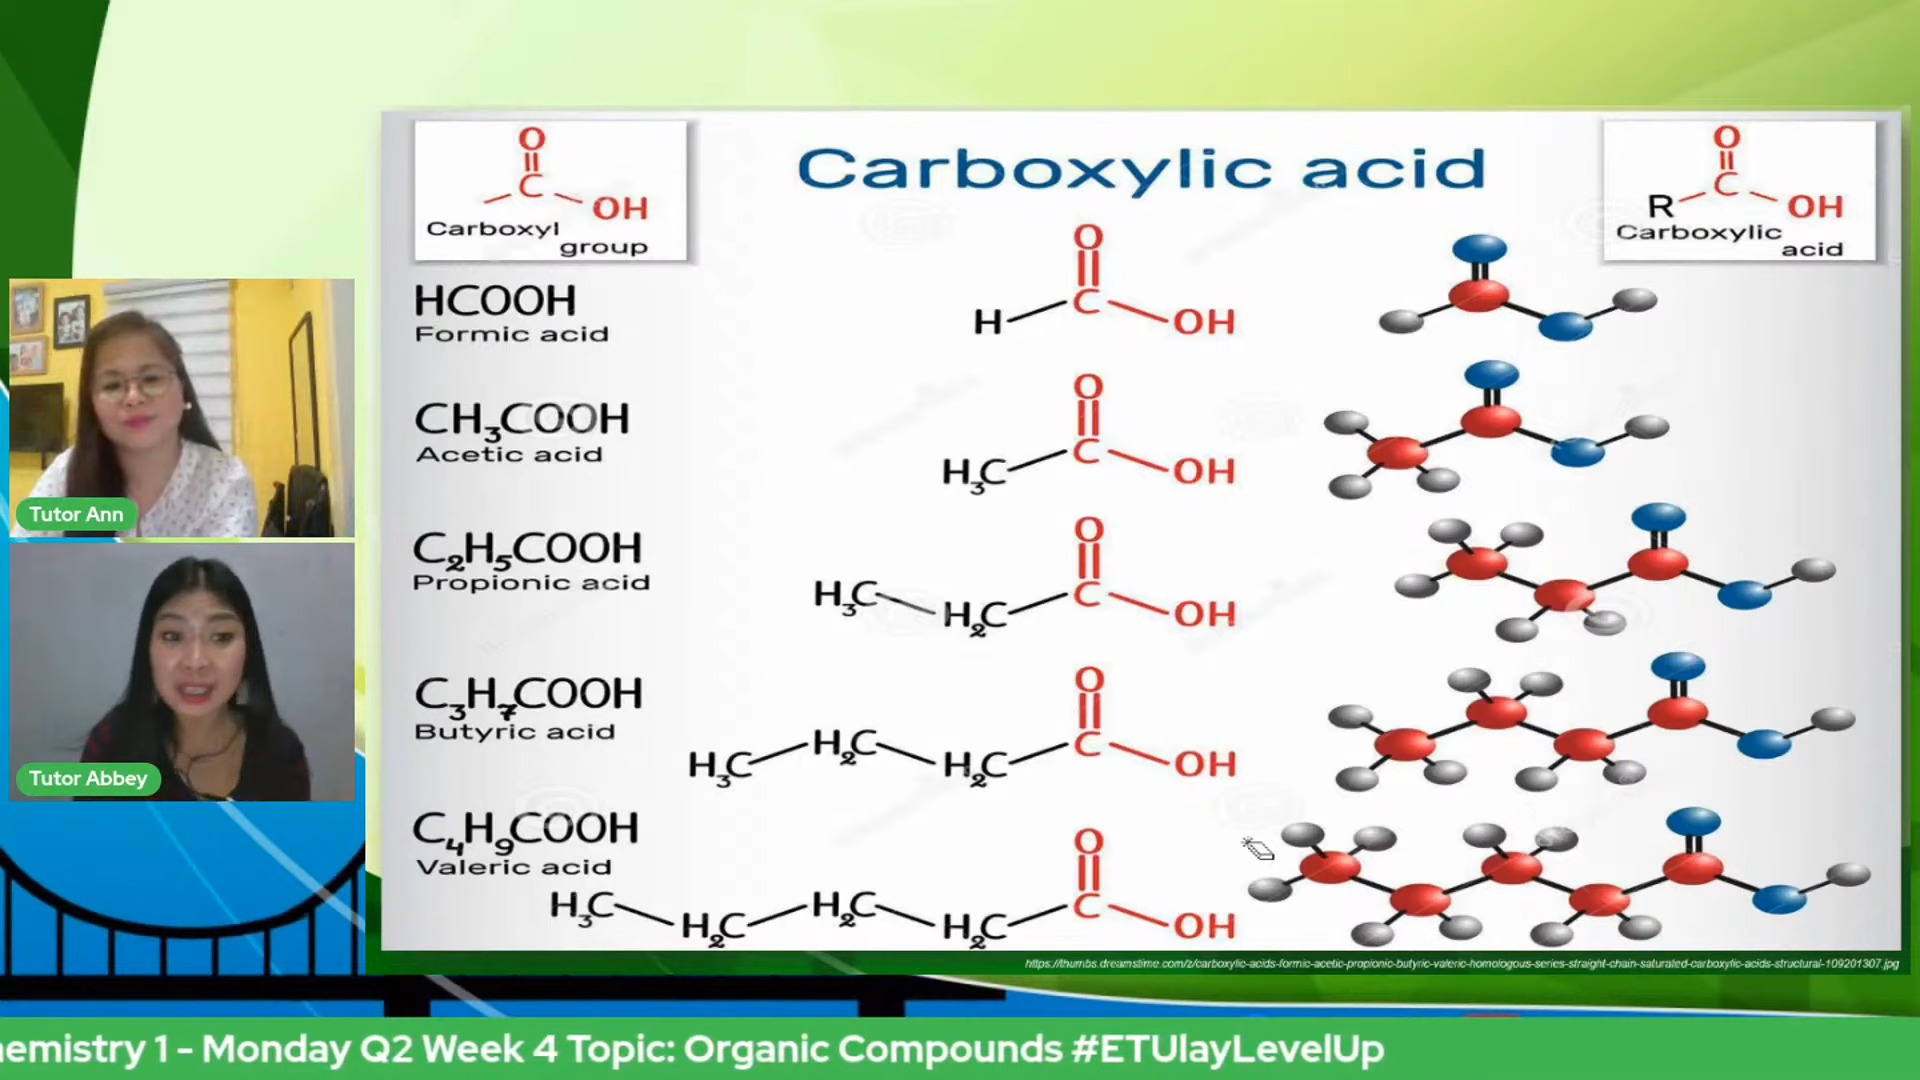 O
C
OH
Carboxyl
group
Carboxylic acid
O
C
R
OH
Carboxylic
acid
HCOOH
Formic acid
O
H C OH
CH₃COOH
Acetic acid
O
H₃C C OH
C₂H₅COOH
Propionic acid
O
H₃C H₂C C OH
C₃H₇COOH
Butyric acid
O
H₃C H₂C H₂C C OH
C₄H₉COOH
Valeric acid
O
H₃C H₂C H₂C H₂C C OH
Tutor Ann
Tutor Abbey
https://thumbs.dreamstime.com/z/carboxylic-acids-formic-acetic-propionic-butyric-valeric-homologous-series-straight-chain-saturated-carboxylic-acids-structural-109201307.jpg
hemistry 1 - Monday Q2 Week 4 Topic: Organic Compounds #ETUlayLevelUp